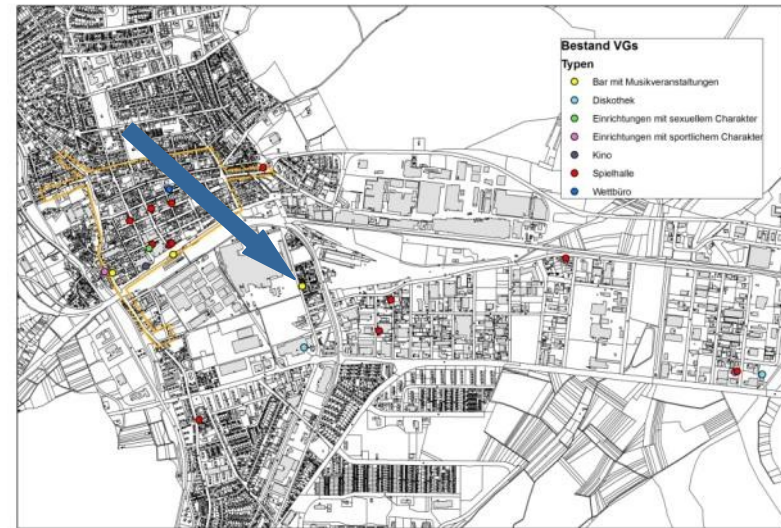 Bestand VGs
Typen
Bar mit Musikveranstaltungen
Diskothek
Einrichtungen mit sexuellem Charakter
Einrichtungen mit sportlichem Charakter
Kino
Spielhalle
Wettbüro